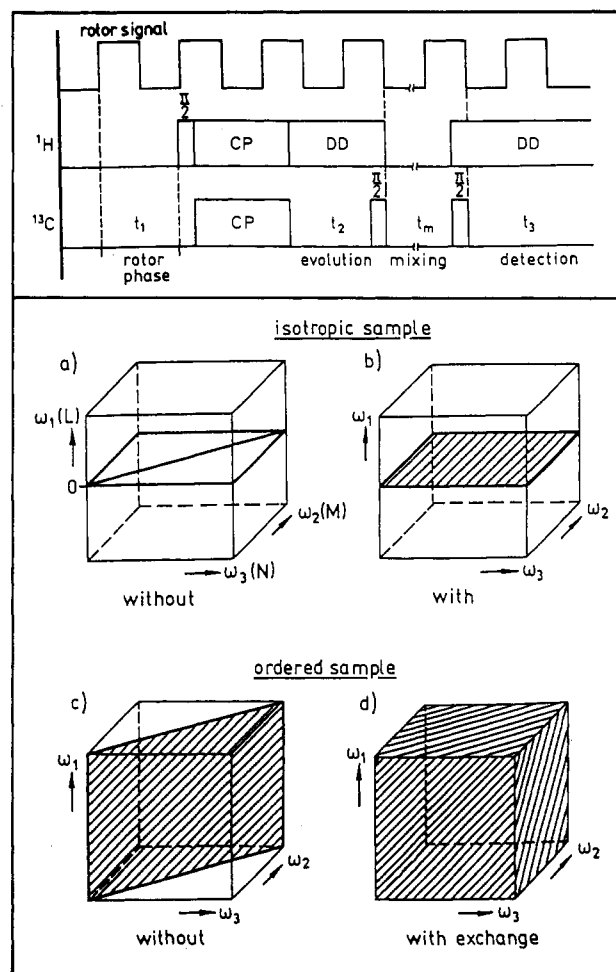 rotor signal
π/2
¹H CP DD DD
π/2 π/2
¹³C t₁ CP t₂ tₘ t₃
rotor phase evolution mixing detection
isotropic sample
a) b)
ω₁(L) ω₁
0
ω₂(M) ω₂
ω₃(N) ω₃
without with
ordered sample
c) d)
ω₁ ω₁
ω₂ ω₂
ω₃ ω₃
without with exchange